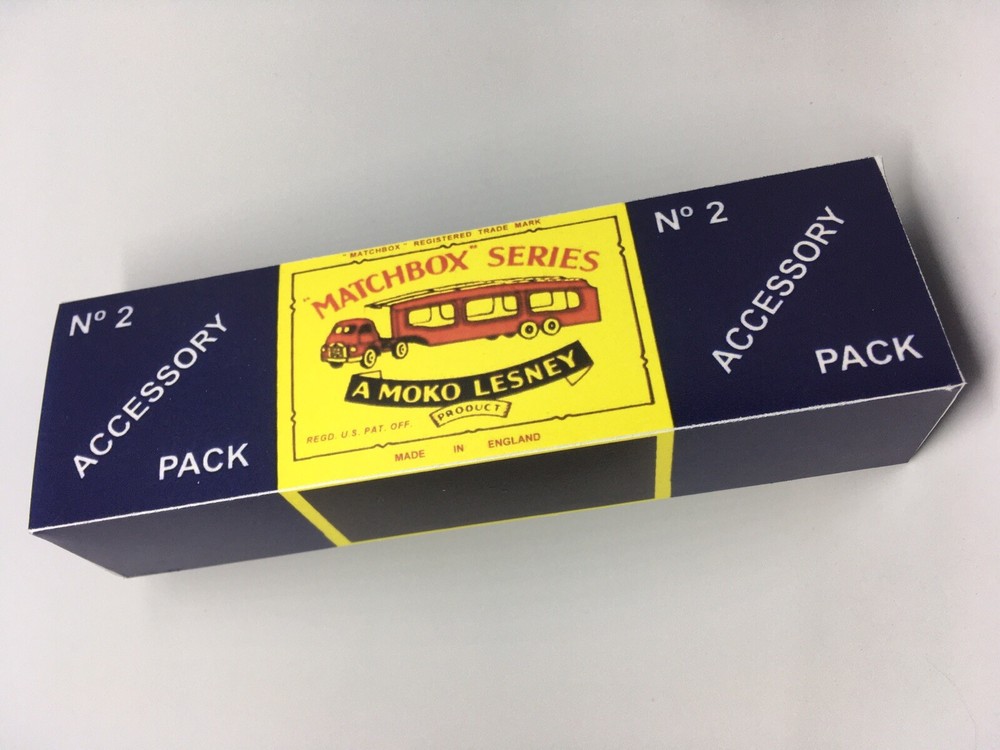 Nº 2
ACCESSORY
PACK
"MATCHBOX" REGISTERED TRADE MARK
"MATCHBOX" SERIES
A MOKO LESNEY
PRODUCT
REGD. U.S. PAT. OFF.
MADE IN ENGLAND
Nº 2
ACCESSORY
PACK